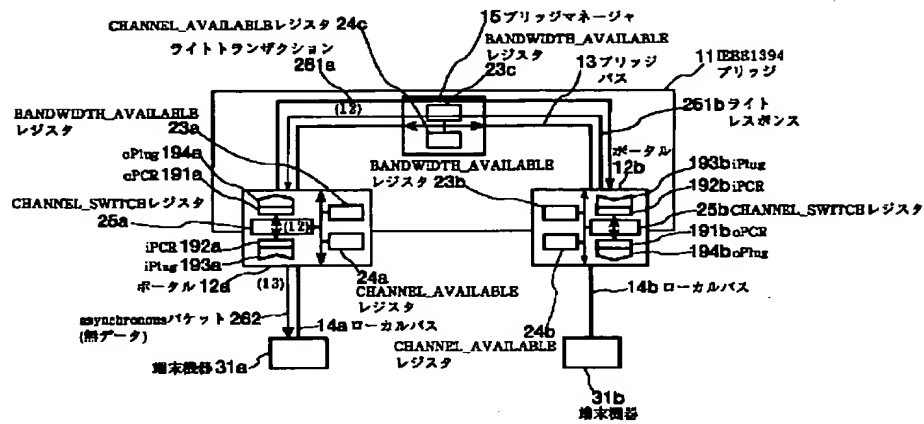 CHANNEL_AVAILABLEレジスタ 24c
ライトトランザクション
261a
15ブリッジマネージャ
BANDWIDTH_AVAILABLE
レジスタ
23c
13ブリッジ
バス
11IEEE1394
ブリッジ
(12)
BANDWIDTH_AVAILABLE
レジスタ
23a
oPlug 194a
oPCR 191a
CHANNEL_SWITCHレジスタ
25a
(12)
iPCR 192a
iPlug 193a
ポータル 12a
(13)
24a
CHANNEL_AVAILABLE
レジスタ
asynchronousパケット 262
(無データ)
14aローカルバス
端末機器 31a
BANDWIDTH_AVAILABLE
レジスタ 23b
261bライト
レスポンス
ポータル
12b
193b iPlug
192b iPCR
25bCHANNEL_SWITCHレジスタ
191b oPCR
194b oPlug
14bローカルバス
24b
CHANNEL_AVAILABLE
レジスタ
31b
端末機器